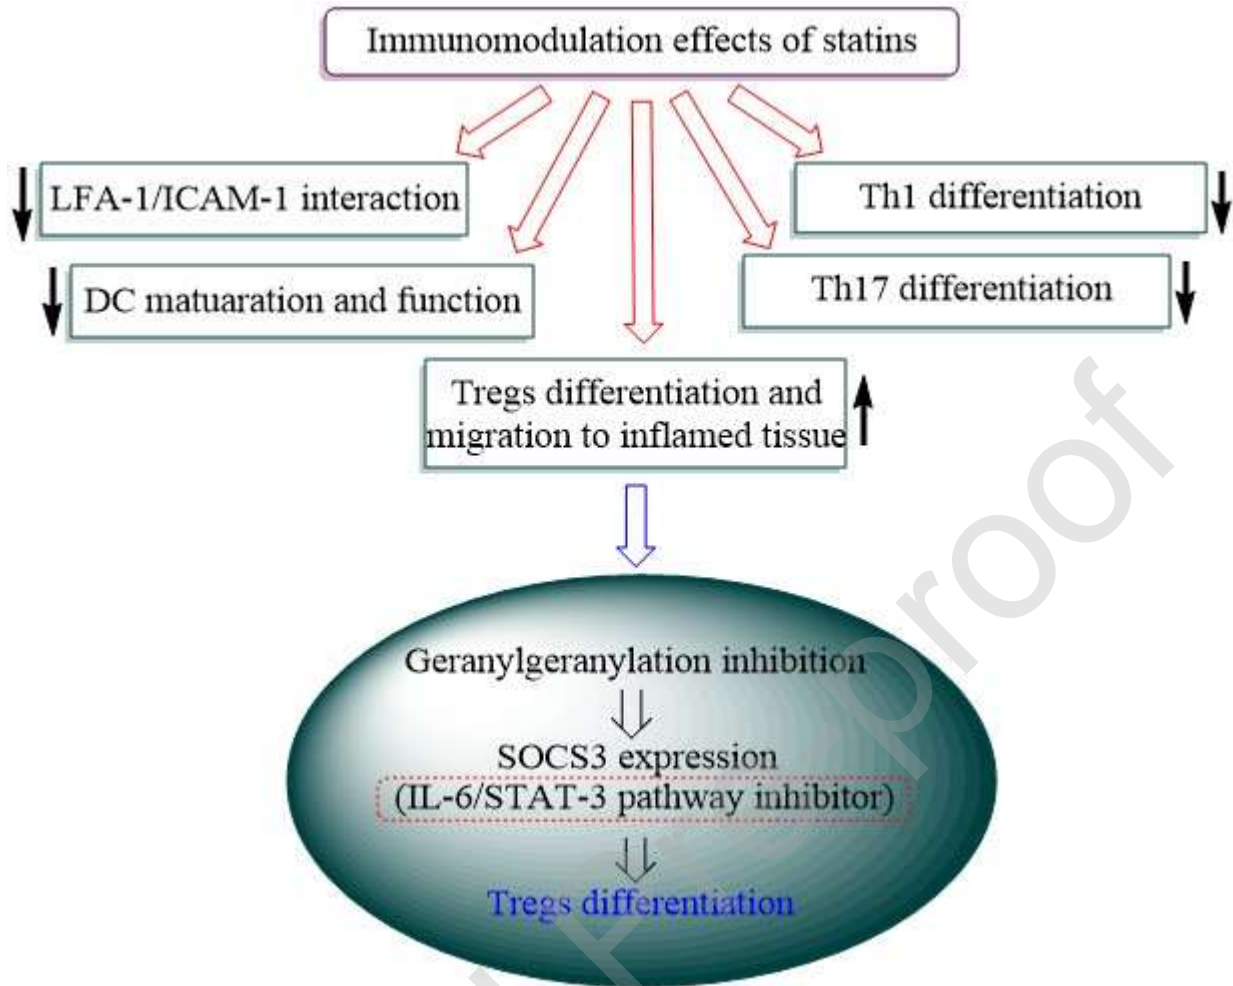 Immunomodulation effects of statins
LFA-1/ICAM-1 interaction
Th1 differentiation
DC matuaration and function
Th17 differentiation
Tregs differentiation and
migration to inflamed tissue
Geranylgeranylation inhibition
SOCS3 expression
(IL-6/STAT-3 pathway inhibitor)
Tregs differentiation
proof